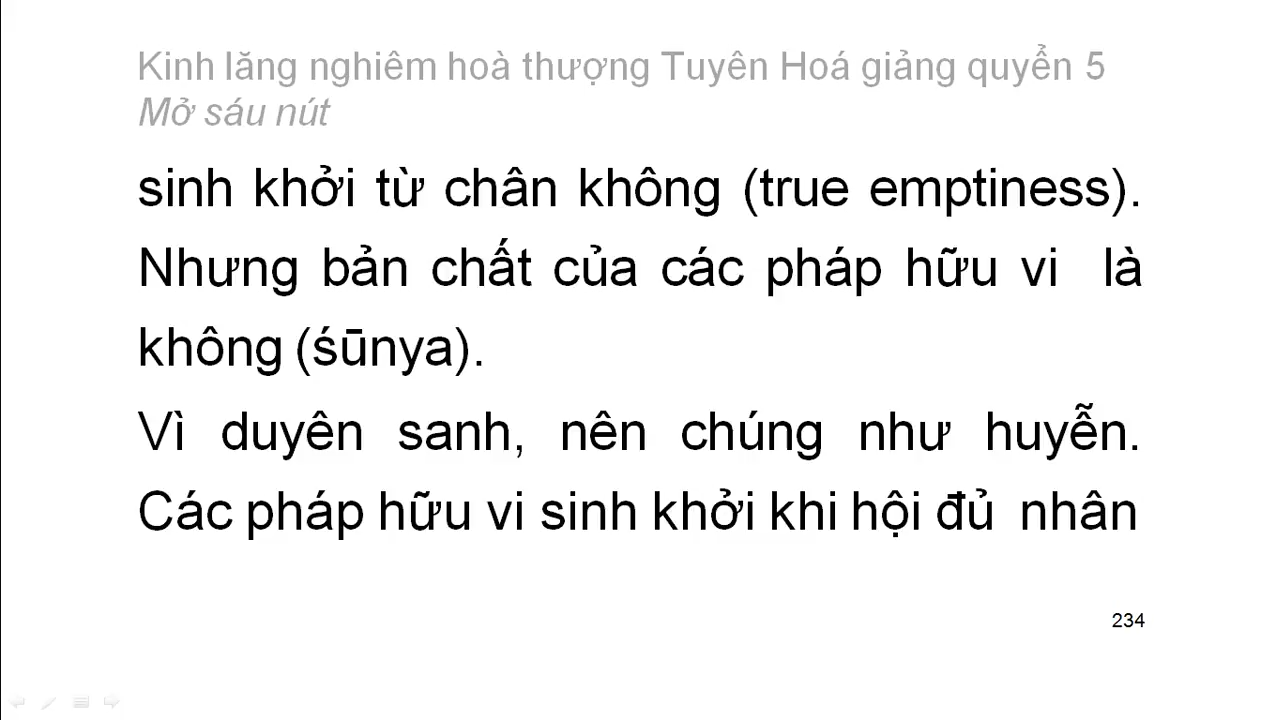 Kinh lăng nghiêm hoà thượng Tuyên Hoá giảng quyển 5
Mở sáu nút
sinh khởi từ chân không (true emptiness).
Nhưng bản chất của các pháp hữu vi là
không (śūnya).
Vì duyên sanh, nên chúng như huyễn.
Các pháp hữu vi sinh khởi khi hội đủ nhân
234